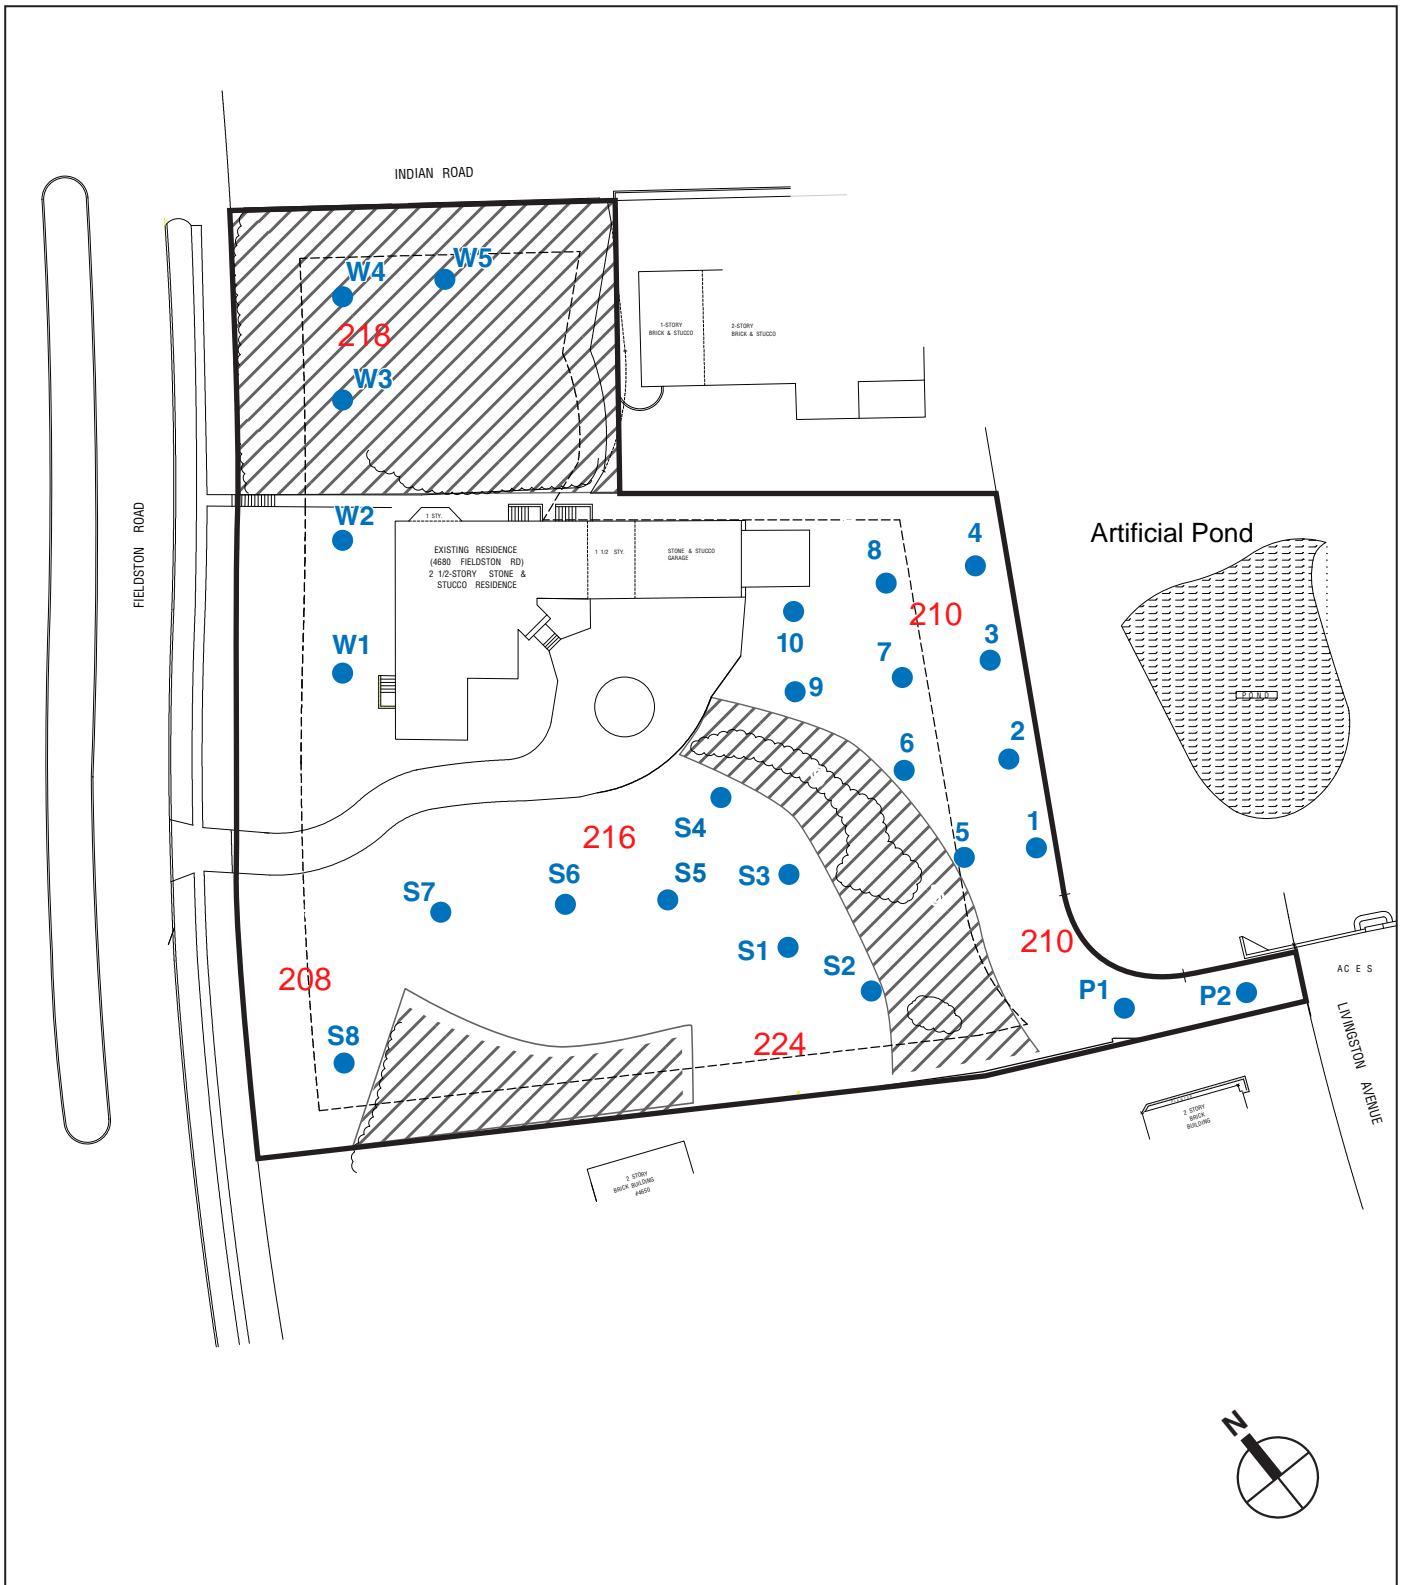 INDIAN ROAD
W4
W5
218
W3
1-STORY
BRICK & STUCCO
2-STORY
BRICK & STUCCO
FIELDSTON ROAD
W2
1 STY.
EXISTING RESIDENCE
(4680 FIELDSTON RD)
2 1/2-STORY STONE &
STUCCO RESIDENCE
1 1/2 STY.
STONE & STUCCO
GARAGE
8
4
Artificial Pond
210
10
3
7
W1
9
POND
2
6
S4
216
5
1
S3
S5
S6
S7
S1
S2
210
208
P1
P2
ACES
LIVINGSTON AVENUE
S8
224
2 STORY
BRICK
BUILDING
2 STORY
BRICK BUILDING
#4650
N